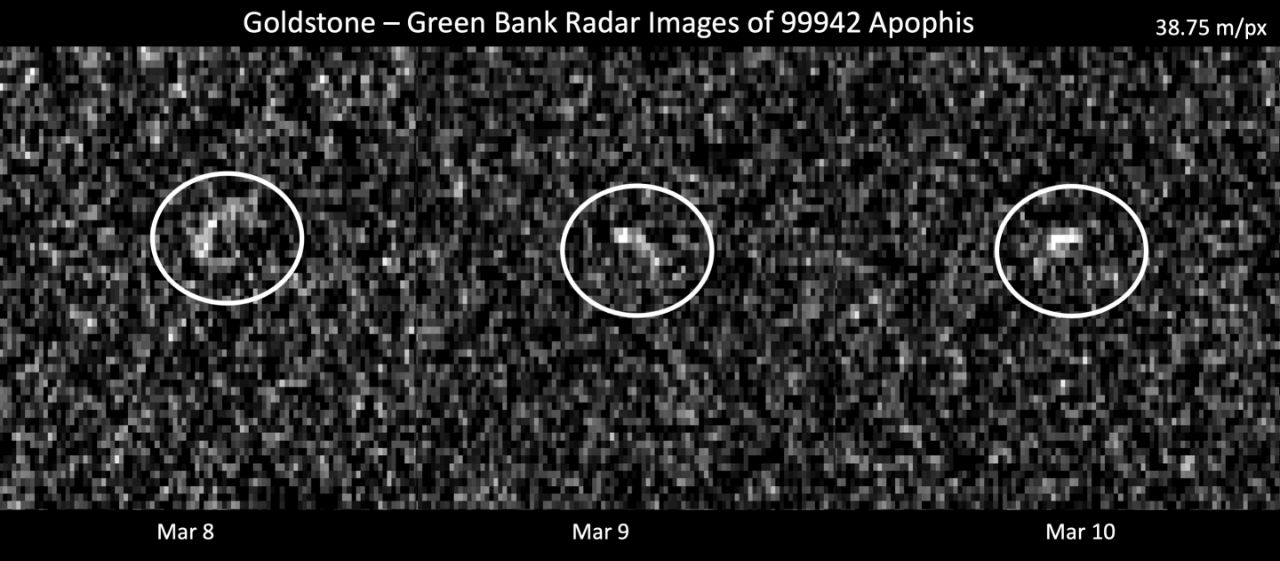 Goldstone – Green Bank Radar Images of 99942 Apophis
38.75 m/px
Mar 8
Mar 9
Mar 10